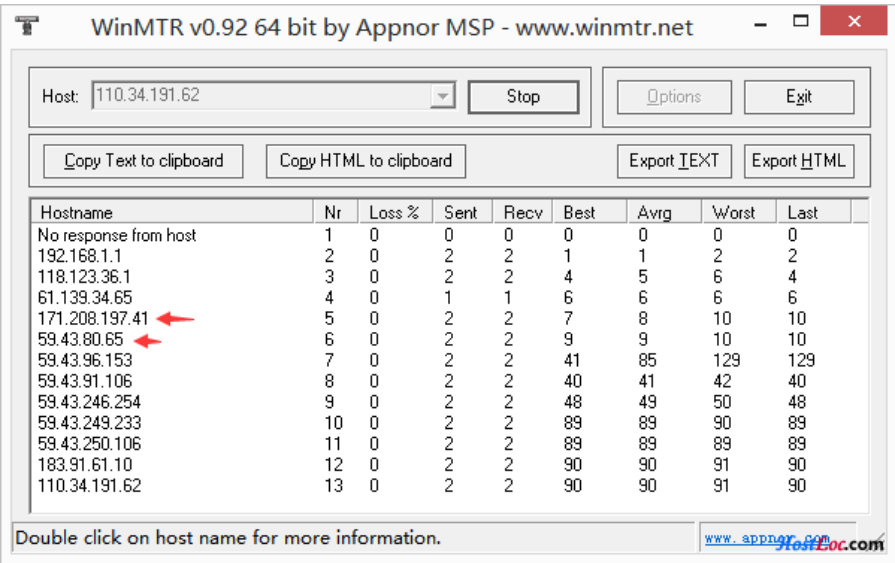 WinMTR v0.92 64 bit by Appnor MSP - www.winmtr.net
Host: 110.34.191.62 Stop Options Exit
Copy Text to clipboard Copy HTML to clipboard Export TEXT Export HTML
Hostname Nr Loss % Sent Recv Best Avrg Worst Last
No response from host 1 0 0 0 0 0 0 0
192.168.1.1 2 0 2 2 1 1 2 2
118.123.36.1 3 0 2 2 4 5 6 4
61.139.34.65 4 0 1 1 6 6 6 6
171.208.197.41 5 0 2 2 7 8 10 10
59.43.80.65 6 0 2 2 9 9 10 10
59.43.96.153 7 0 2 2 41 85 129 129
59.43.91.106 8 0 2 2 40 41 42 40
59.43.246.254 9 0 2 2 48 49 50 48
59.43.249.233 10 0 2 2 89 89 90 89
59.43.250.106 11 0 2 2 89 89 89 89
183.91.61.10 12 0 2 2 90 90 91 90
110.34.191.62 13 0 2 2 90 90 91 90
Double click on host name for more information. www.appnor.com
HostLoc.com